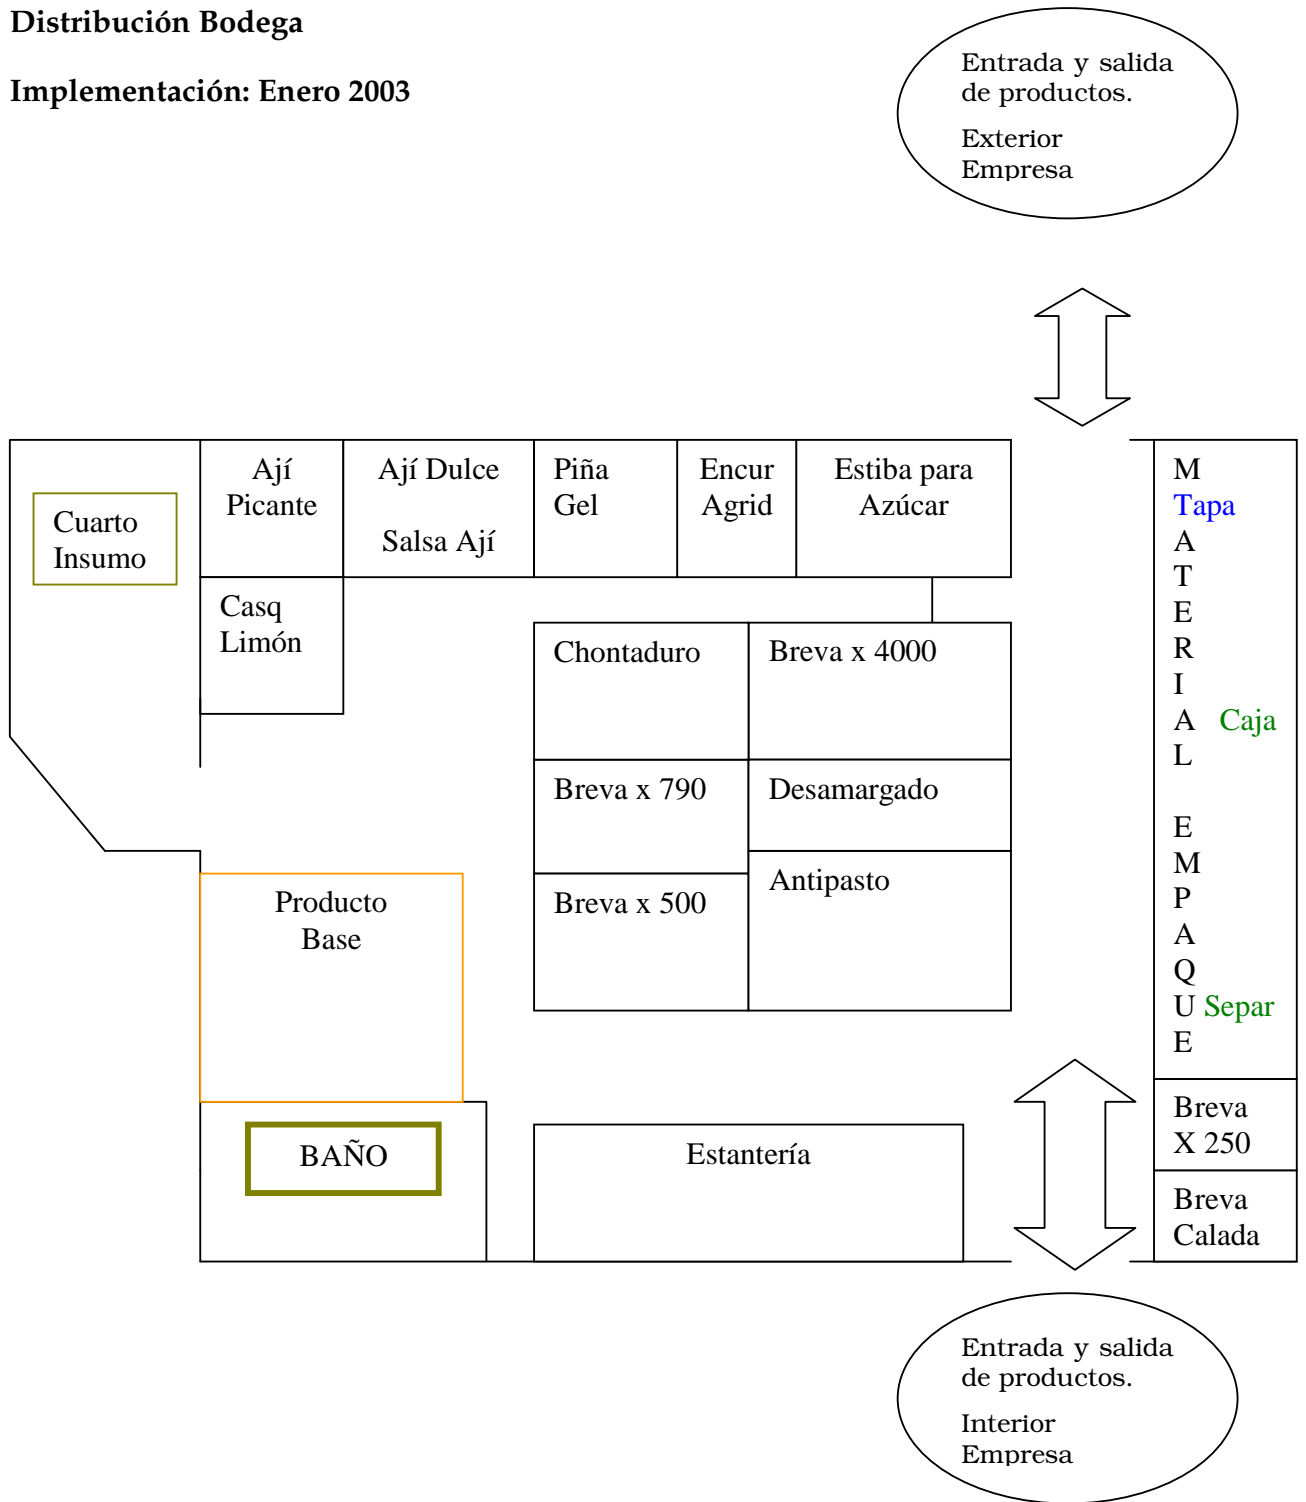 Distribución Bodega
Implementación: Enero 2003
Entrada y salida
de productos.
Exterior
Empresa
Cuarto
Insumo
Ají
Picante
Ají Dulce
Salsa Ají
Piña
Gel
Encur
Agrid
Estiba para
Azúcar
Casq
Limón
Chontaduro
Breva x 4000
Breva x 790
Desamargado
Breva x 500
Antipasto
Producto
Base
BAÑO
Estantería
M
Tapa
A
T
E
R
I
A Caja
L
E
M
P
A
Q
U Separ
E
Breva
X 250
Breva
Calada
Entrada y salida
de productos.
Interior
Empresa